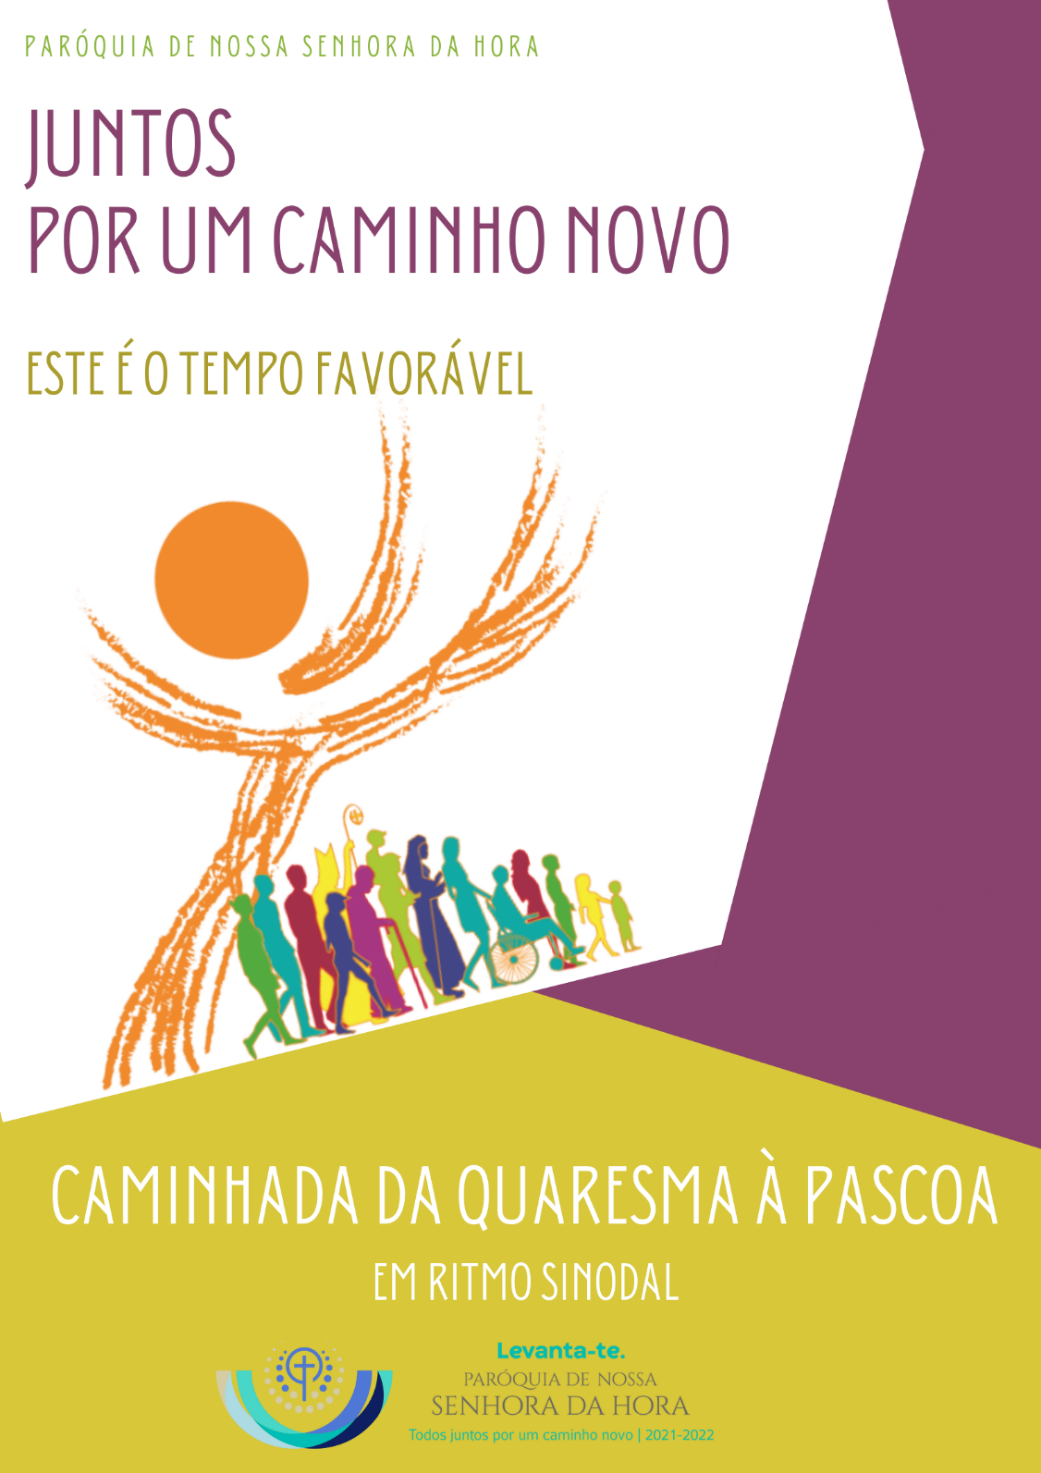 PARÓQUIA DE NOSSA SENHORA DA HORA
JUNTOS
POR UM CAMINHO NOVO
ESTE É O TEMPO FAVORÁVEL
CAMINHADA DA QUARESMA À PASCOA
EM RITMO SINODAL
Levanta-te.
PARÓQUIA DE NOSSA
SENHORA DA HORA
Todos juntos por um caminho novo | 2021-2022